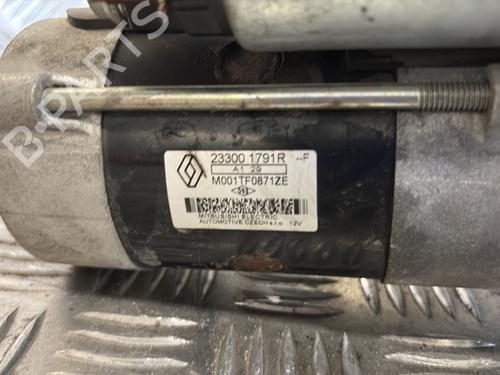 B-PARTS
23300 1791R --F
A1 29
M001TF0871ZE
MITSUBISHI ELECTRIC
AUTOMOTIVE CZECH s.r.o. 12V